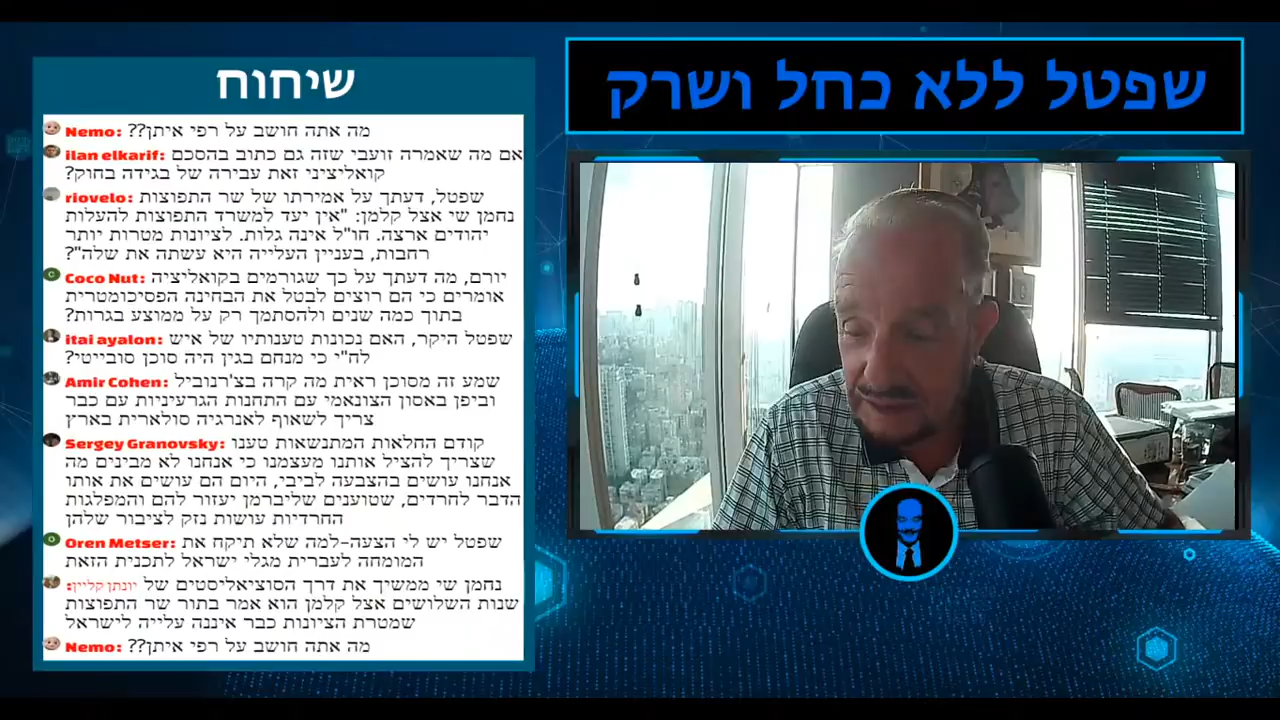 שיחוח
שפטל ללא כחל ושרק
Nemo: מה אתה חושב על רפי איתן??
ilan elkarif: אם מה שאמרה זועבי שזה גם כתוב בהסכם
קואליציני זאת עבירה של בגידה בחוק?
riovelo: שפטל, דעתך על אמירתו של שר התפוצות
נחמן שי אצל קלמן: "אין יעד למשרד התפוצות להעלות
יהודים ארצה. חו"ל אינה גלות. לציונות מטרות יותר
רחבות, בעניין העלייה היא עשתה את שלה"?
Coco Nut: יורם, מה דעתך על כך שגורמים בקואליציה
אומרים כי הם רוצים לבטל את הבחינה הפסיכומטרית
בתוך כמה שנים ולהסתמך רק על ממוצע בגרות?
itai ayalon: שפטל היקר, האם נכונות טענותיו של איש
לח"י כי מנחם בגין היה סוכן סובייטי?
Amir Cohen: שמע זה מסוכן ראית מה קרה בצ'רנוביל
וביפן באסון הצונאמי עם התחנות הגרעיניות עם כבר
צריך לשאוף לאנרגיה סולארית בארץ
Sergey Granovsky: קודם החלאות המתנשאות טענו
שצריך להציל אותנו מעצמנו כי אנחנו לא מבינים מה
אנחנו עושים בהצבעה לביבי, היום הם עושים את אותו
הדבר לחרדים, שטוענים שליברמן יעזור להם והמפלגות
החרדיות עושות נזק לציבור שלהן
Oren Metser: שפטל יש לי הצעה-למה שלא תיקח את
המומחה לעברית מגלי ישראל לתכנית הזאת
יונתן קליין: נחמן שי ממשיך את דרך הסוציאליסטים של
שנות השלושים אצל קלמן הוא אמר בתור שר התפוצות
שמטרת הציונות כבר איננה עלייה לישראל
Nemo: מה אתה חושב על רפי איתן??